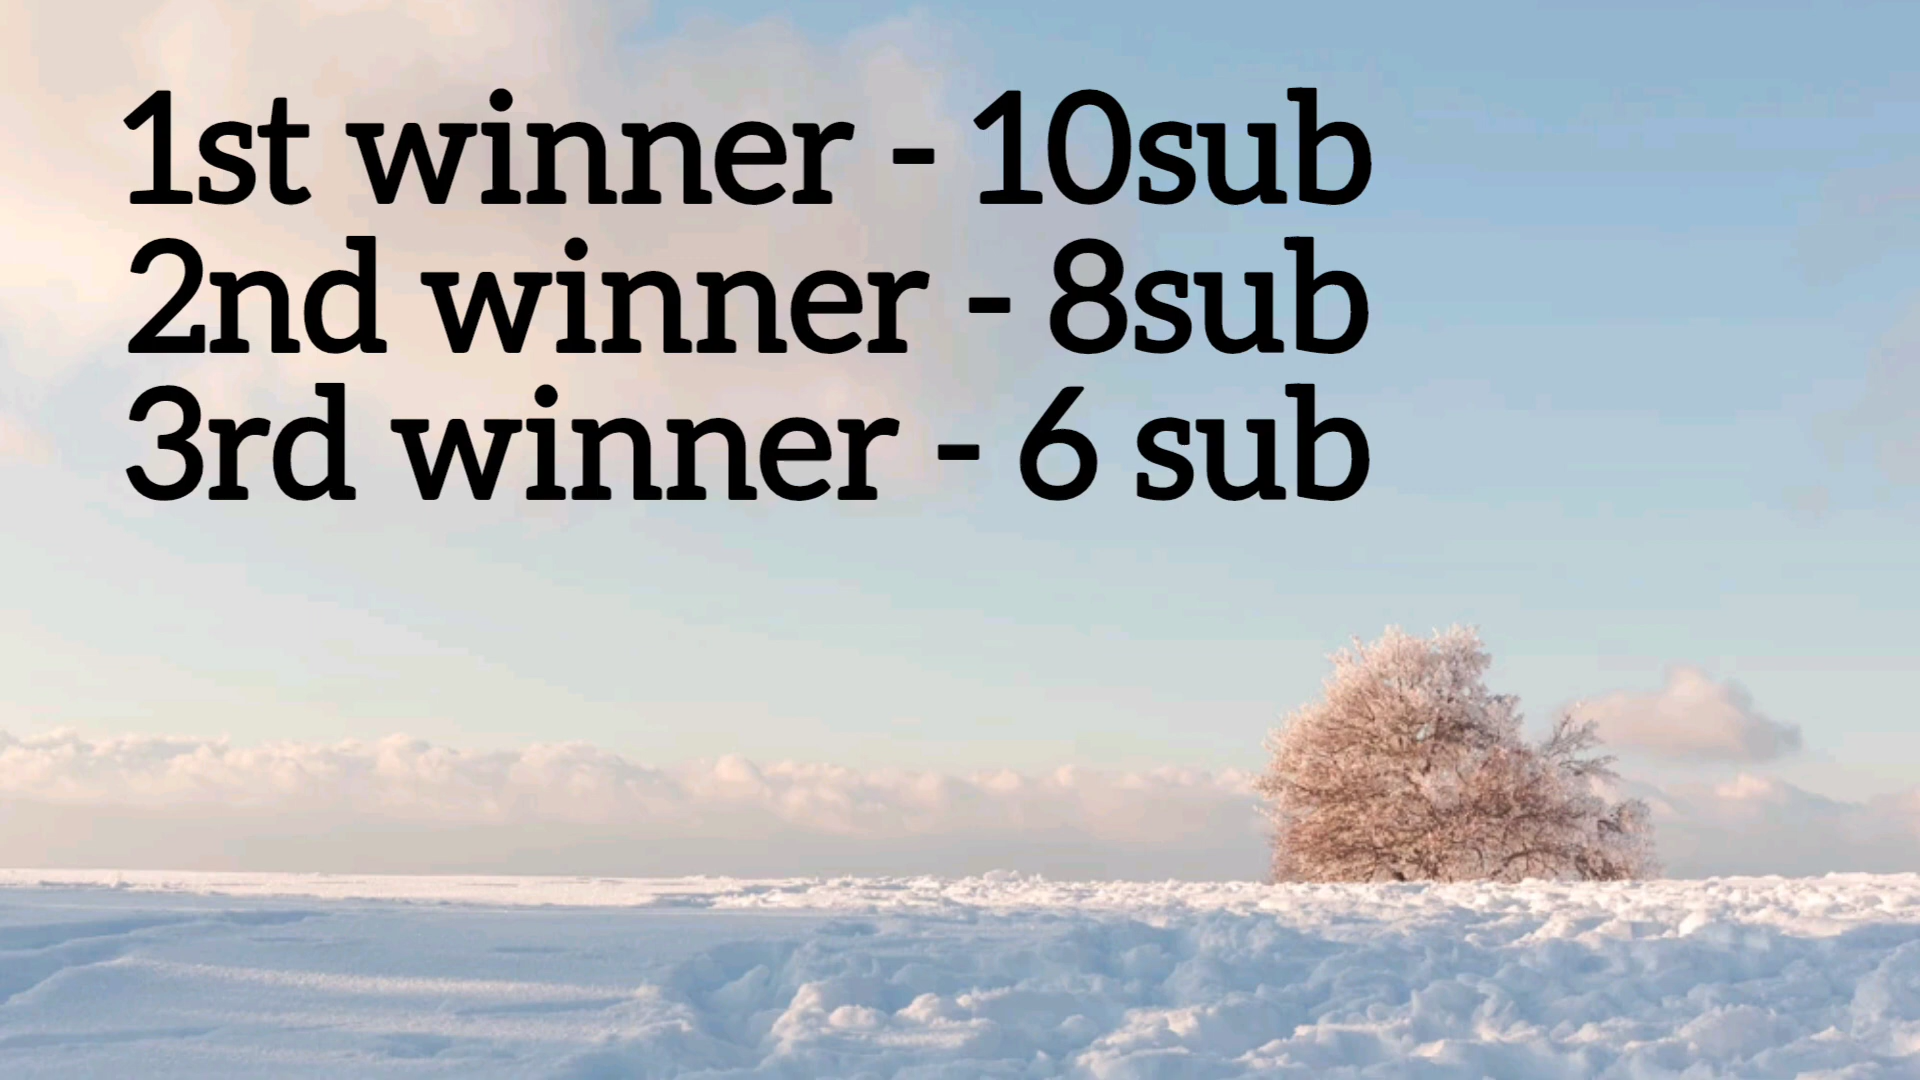 1st winner - 10sub
2nd winner - 8sub
3rd winner - 6 sub